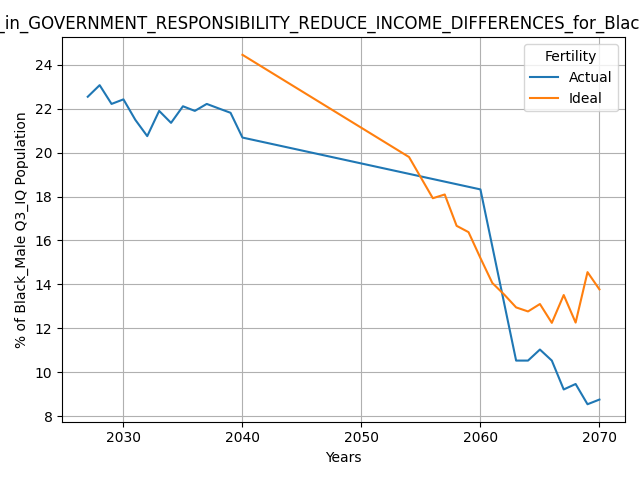 _in_GOVERNMENT_RESPONSIBILITY_REDUCE_INCOME_DIFFERENCES_for_Blac
Fertility
Actual
Ideal
% of Black_Male Q3_IQ Population
24
22
20
18
16
14
12
10
8
2030 2040 2050 2060 2070
Years